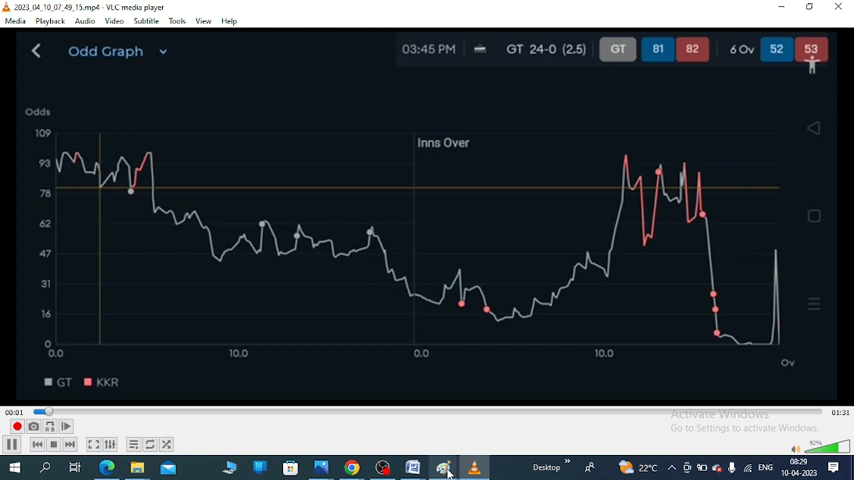 2023_04_10_07_49_15.mp4 - VLC media player
Media Playback Audio Video Subtitle Tools View Help
Odd Graph
03:45 PM GT 24-0 (2.5) GT 81 82 6 Ov 52 53
Odds
109
Inns Over
93
78
62
47
31
16
0
0.0 10.0 0.0 10.0
Ov
GT KKR
00:01 01:31
Activate Windows
Go to Settings to activate Windows.
92%
Desktop » 22°C ENG 08:29
10-04-2023